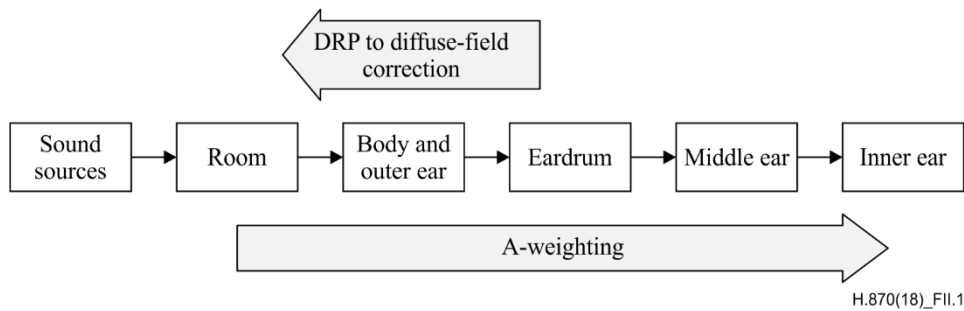 DRP to diffuse-field
correction
Sound
sources
Room
Body and
outer ear
Eardrum
Middle ear
Inner ear
A-weighting
H.870(18)_FII.1